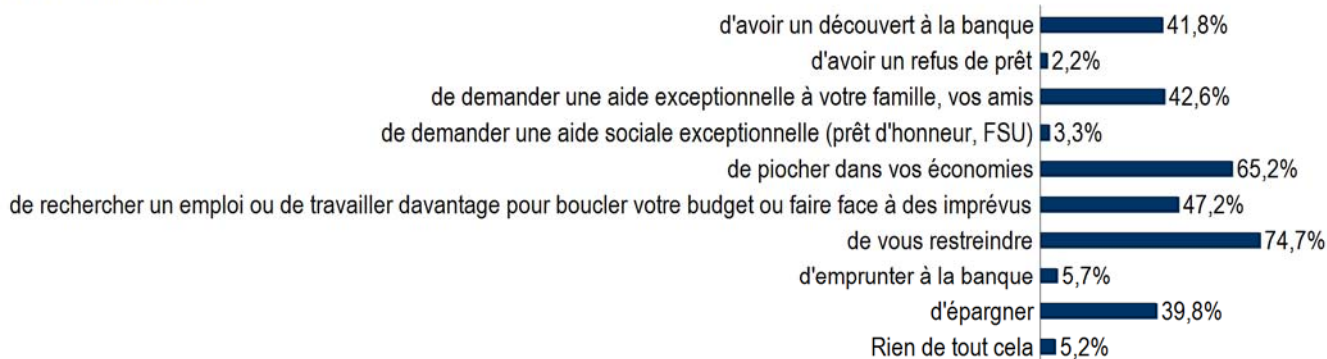 d'avoir un découvert à la banque 41,8%
d'avoir un refus de prêt 2,2%
de demander une aide exceptionnelle à votre famille, vos amis 42,6%
de demander une aide sociale exceptionnelle (prêt d'honneur, FSU) 3,3%
de piocher dans vos économies 65,2%
de rechercher un emploi ou de travailler davantage pour boucler votre budget ou faire face à des imprévus 47,2%
de vous restreindre 74,7%
d'emprunter à la banque 5,7%
d'épargner 39,8%
Rien de tout cela 5,2%